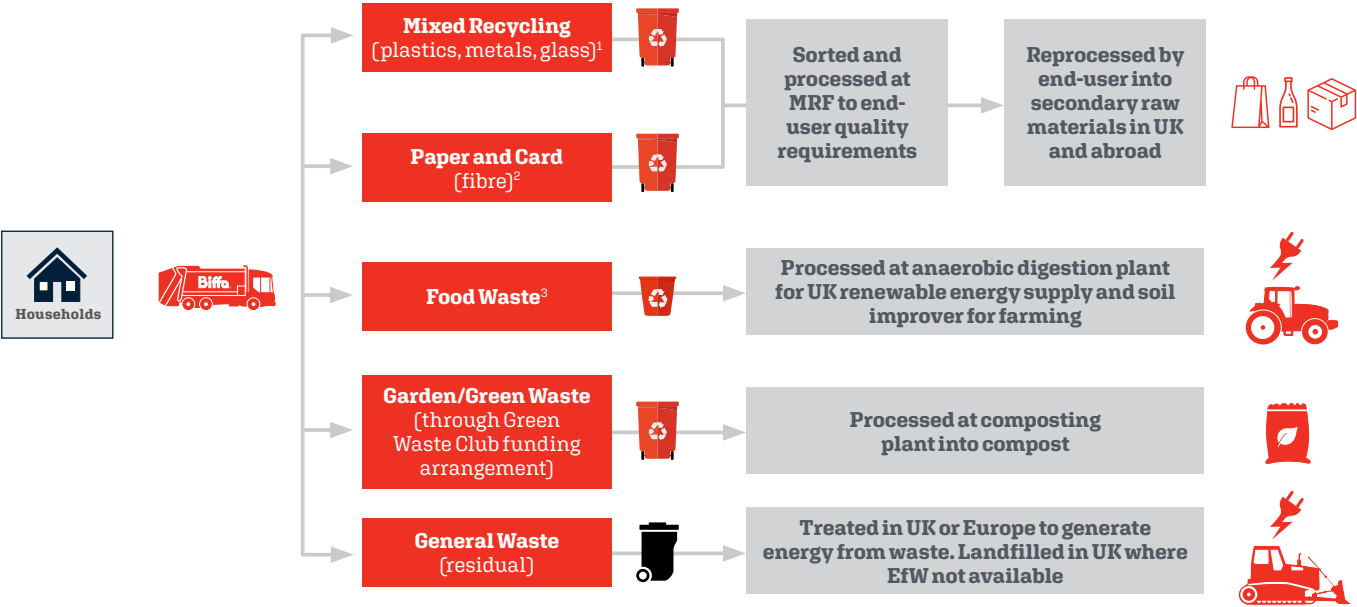 Mixed Recycling
(plastics, metals, glass)¹
Sorted and
processed at
MRF to end-
user quality
requirements
Reprocessed by
end-user into
secondary raw
materials in UK
and abroad
Paper and Card
(fibre)²
Households
Biffa
Food Waste³
Processed at anaerobic digestion plant
for UK renewable energy supply and soil
improver for farming
Garden/Green Waste
(through Green
Waste Club funding
arrangement)
Processed at composting
plant into compost
General Waste
(residual)
Treated in UK or Europe to generate
energy from waste. Landfilled in UK where
EfW not available